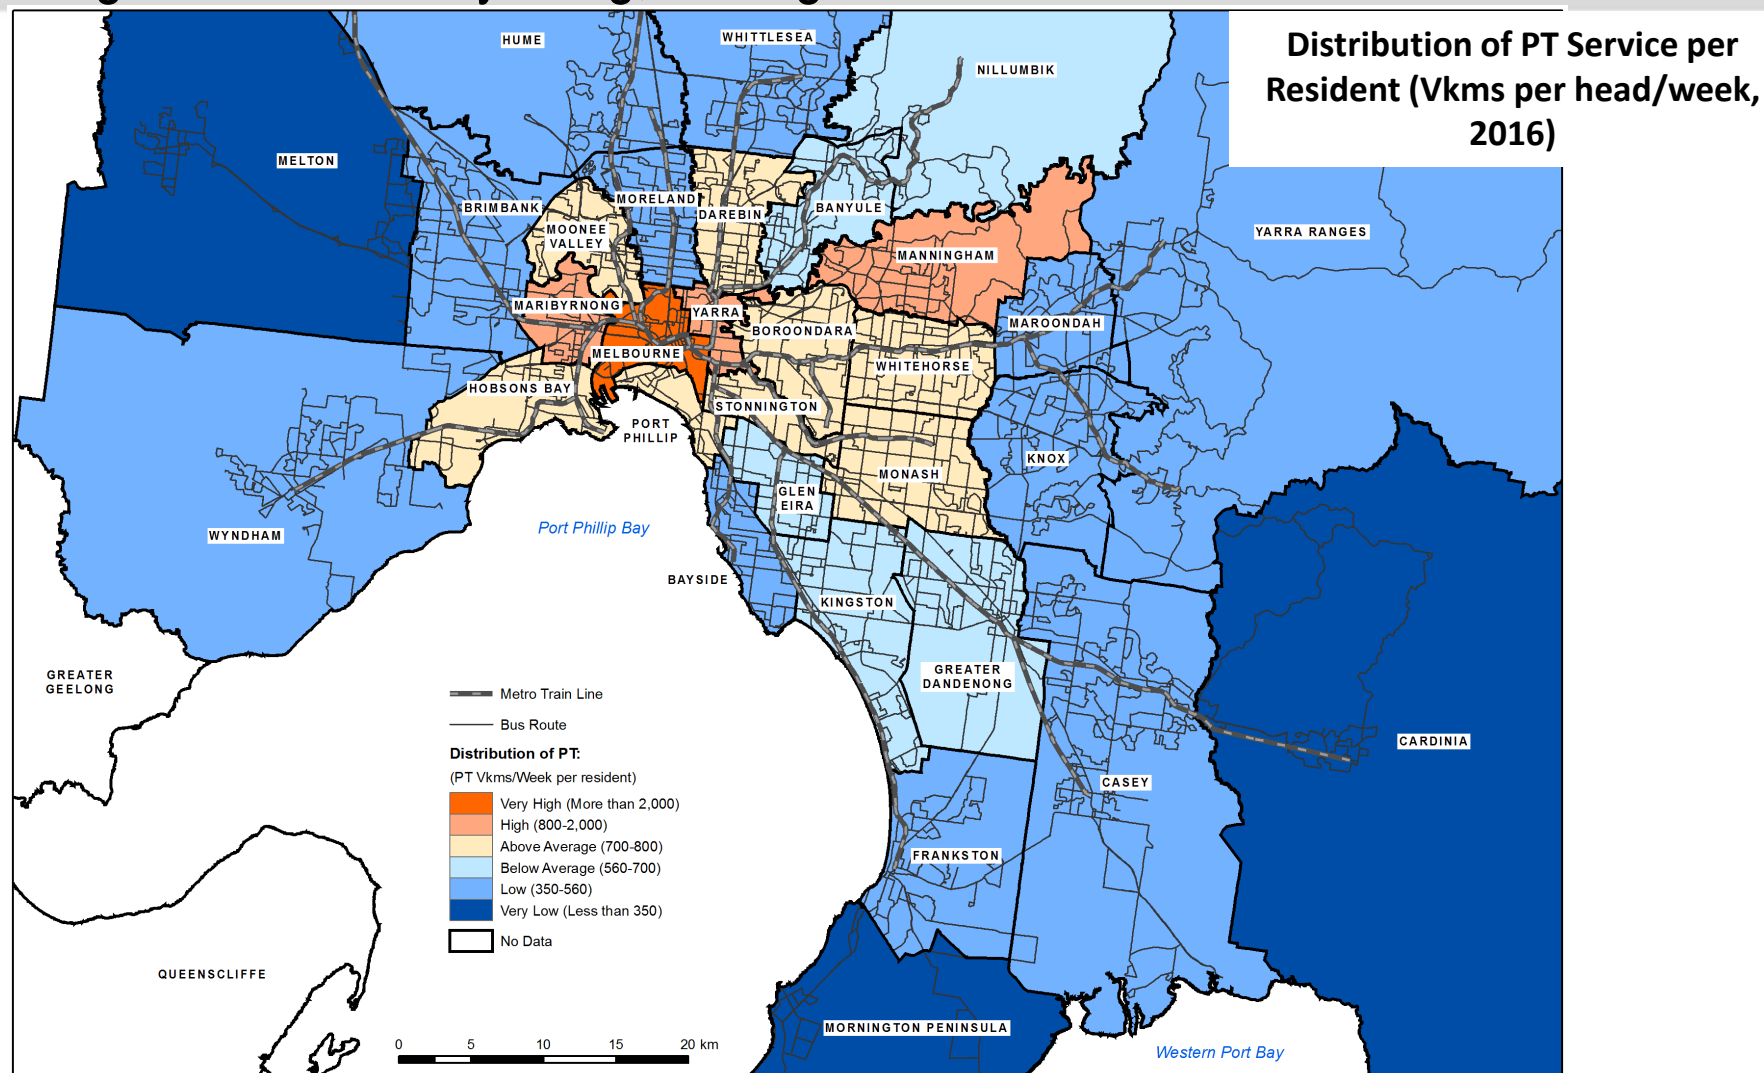 Distribution of PT Service per
Resident (Vkms per head/week,
2016)
HUME
WHITTLESEA
NILLUMBIK
MELTON
BRIMBANK
MORELAND
DAREBIN
BANYULE
MOONEE
VALLEY
YARRA RANGES
MANNINGHAM
MARIBYRNONG
YARRA
BOROONDARA
MAROONDAH
MELBOURNE
WHITEHORSE
HOBSONS BAY
STONNINGTON
PORT
PHILLIP
KNOX
MONASH
GLEN
EIRA
WYNDHAM
Port Phillip Bay
BAYSIDE
KINGSTON
GREATER
GEELONG
GREATER
DANDENONG
Metro Train Line
Bus Route
Distribution of PT:
(PT Vkms/Week per resident)
Very High (More than 2,000)
High (800-2,000)
Above Average (700-800)
Below Average (560-700)
Low (350-560)
Very Low (Less than 350)
No Data
CARDINIA
CASEY
FRANKSTON
QUEENSCLIFFE
MORNINGTON PENINSULA
0 5 10 15 20 km
Western Port Bay